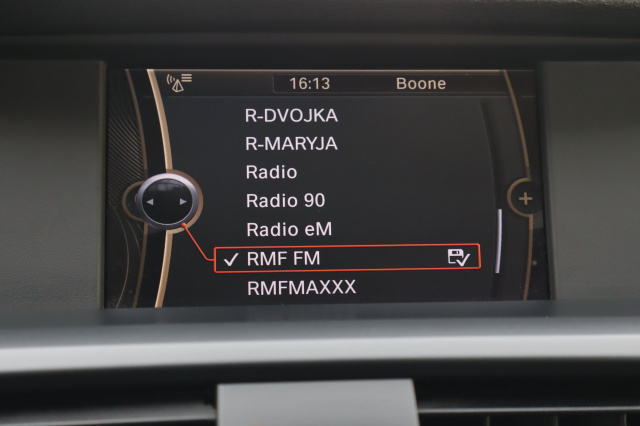 16:13 Boone
R-DVOJKA
R-MARYJA
Radio
Radio 90
Radio eM
RMF FM
RMFMAXXX